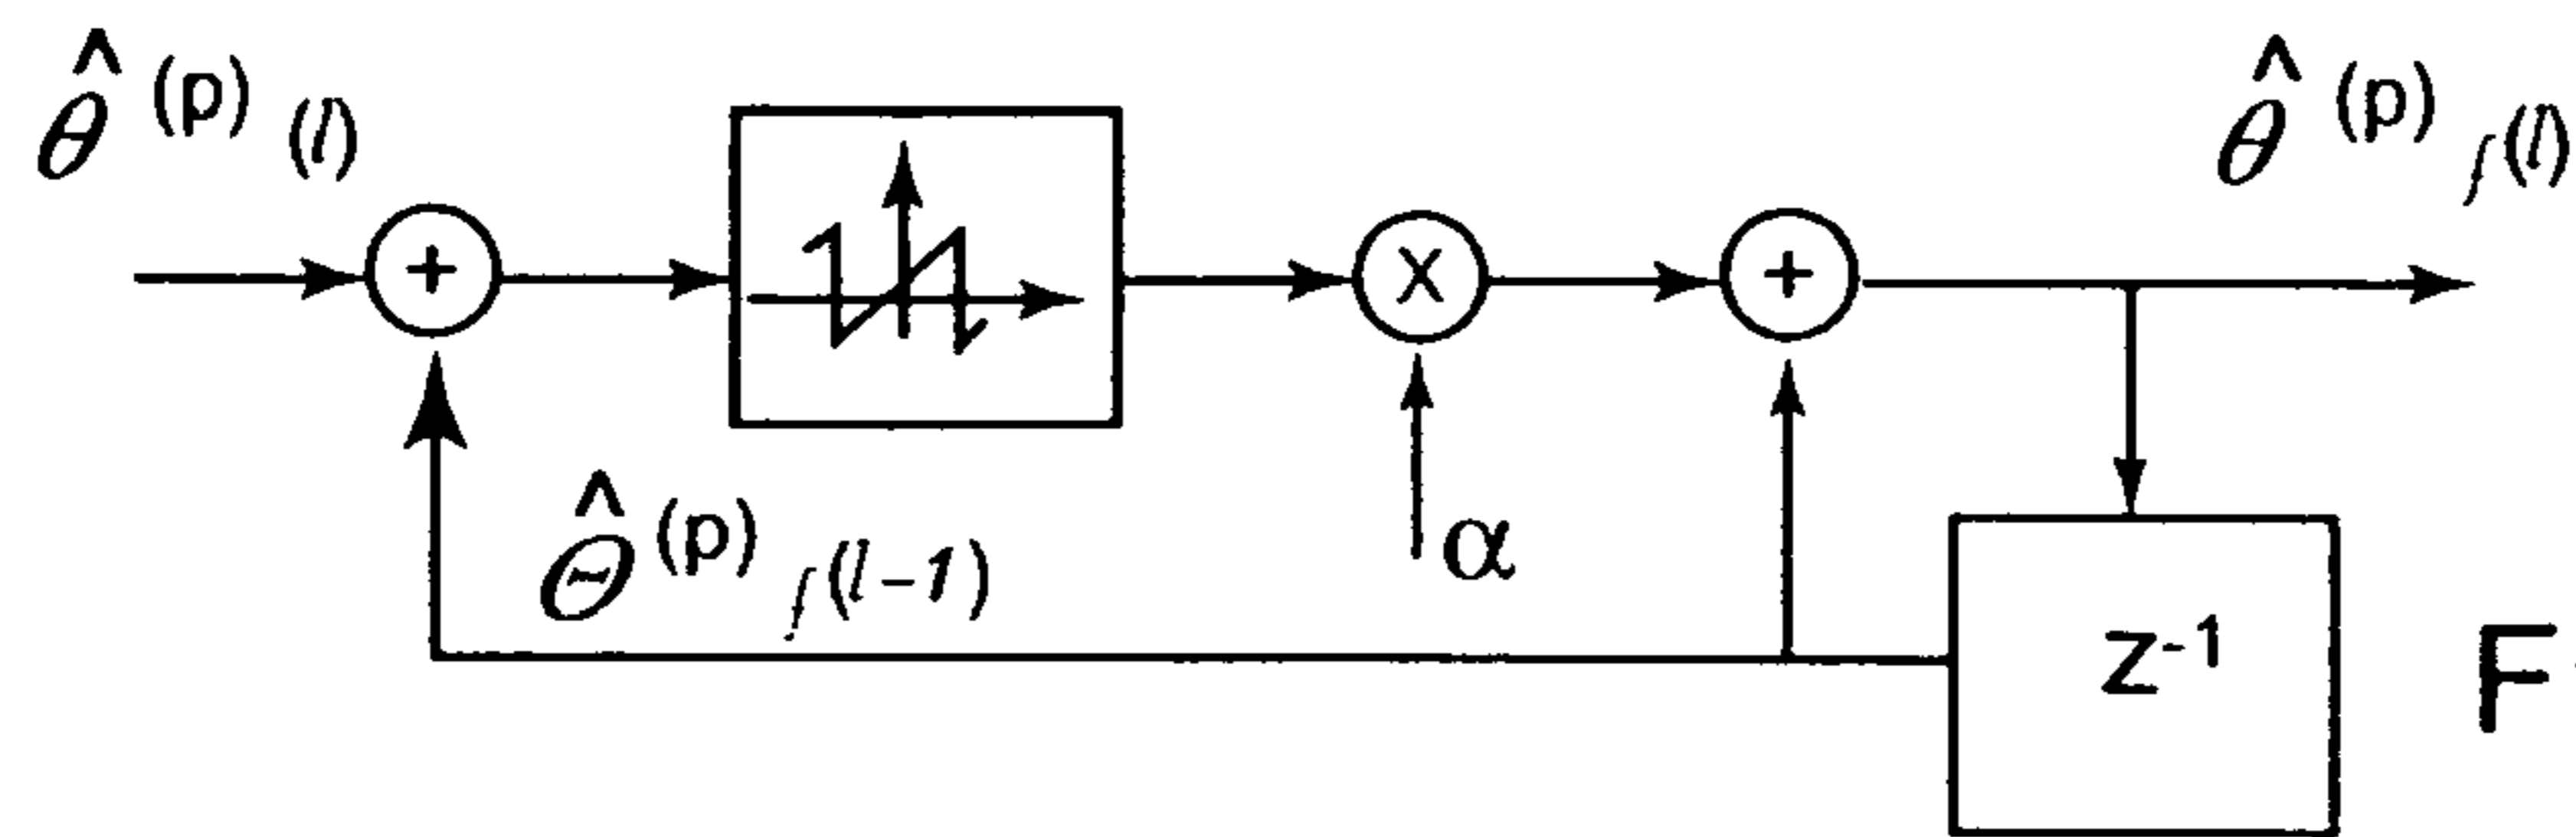 θ̂ (p) (l)
θ̂ (p) f(l)
+
X
+
θ̂ (p) f(l-1)
α
Z-1
F